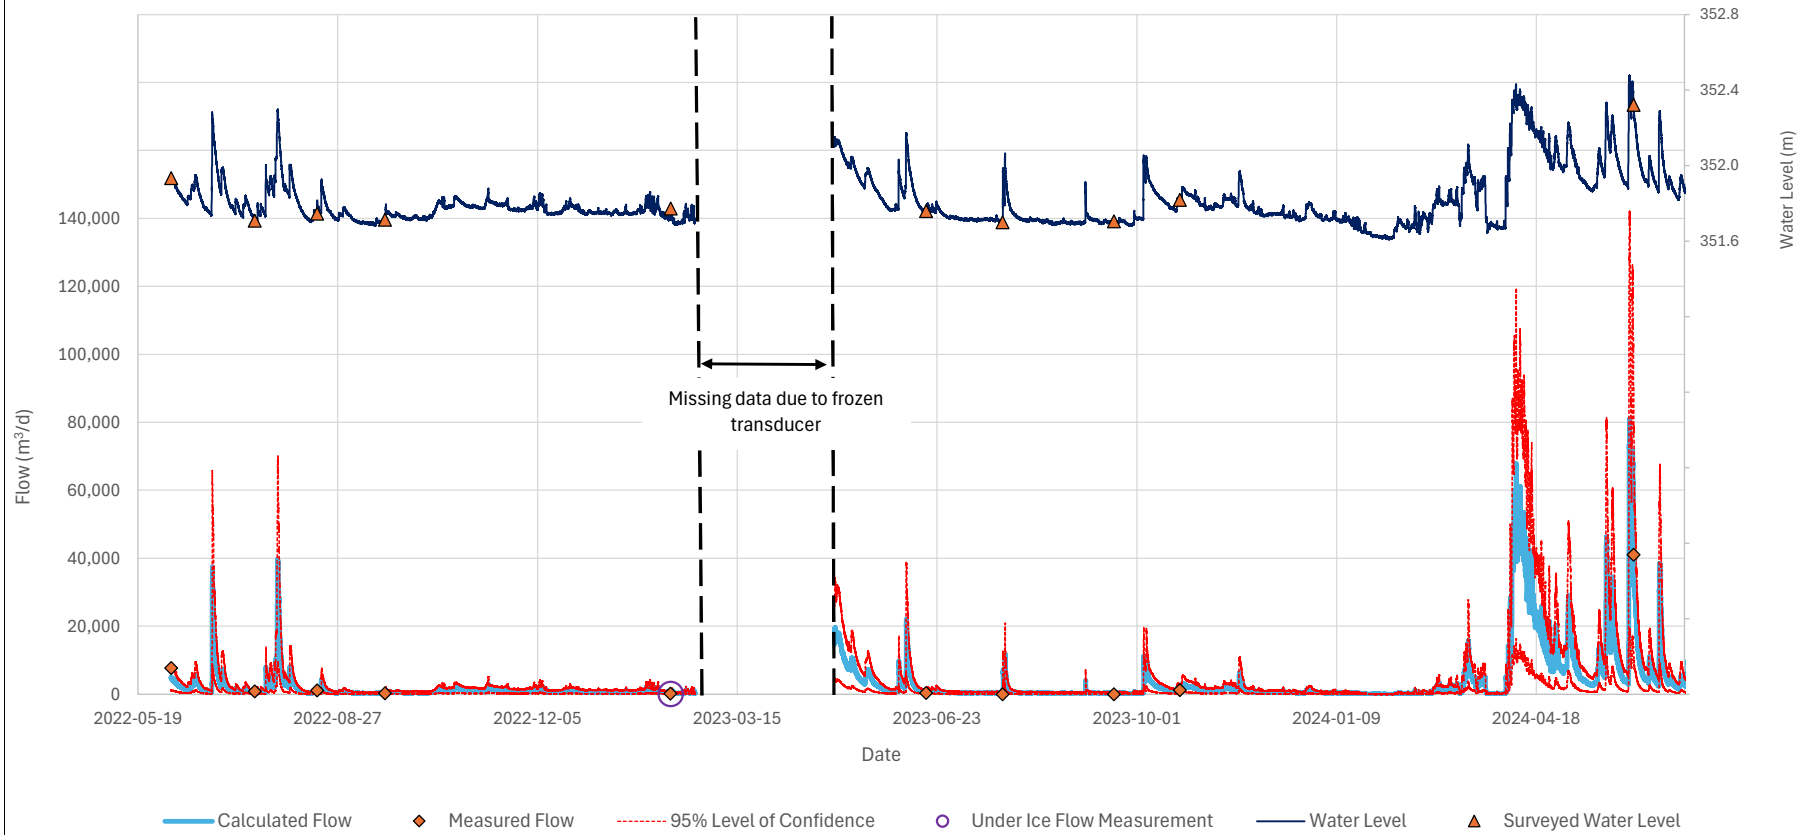 352.8
352.4
352.0
351.6
Water Level (m)
140,000
120,000
100,000
80,000
60,000
40,000
20,000
0
Flow (m³/d)
Missing data due to frozen
transducer
2022-05-19 2022-08-27 2022-12-05 2023-03-15 2023-06-23 2023-10-01 2024-01-09 2024-04-18
Date
Calculated Flow Measured Flow 95% Level of Confidence Under Ice Flow Measurement Water Level Surveyed Water Level